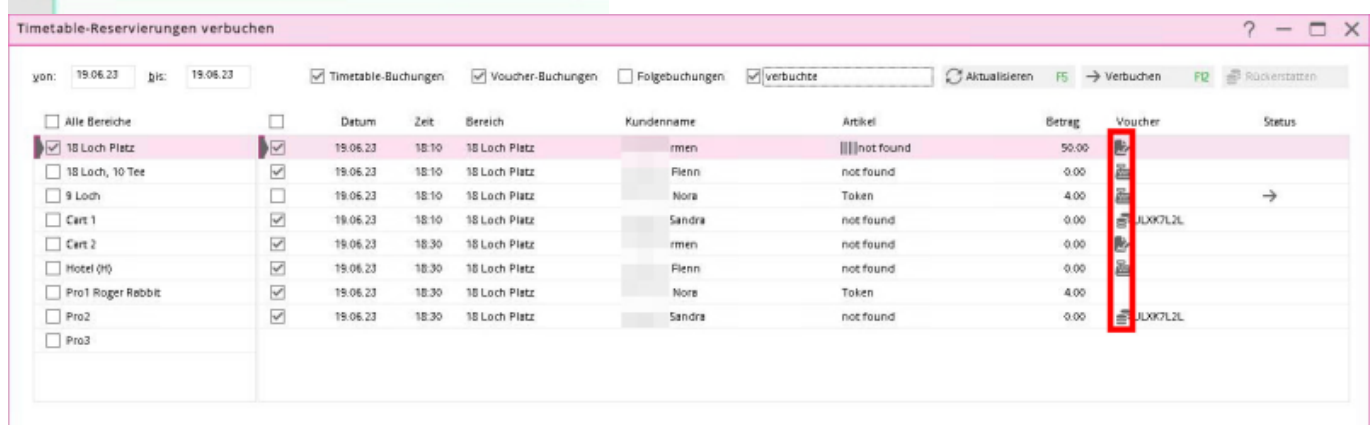 Timetable-Reservierungen verbuchen
von: 19.06.23 bis: 19.06.23 Timetable-Buchungen Voucher-Buchungen Folgebuchungen verbuchte Aktualisieren F5 Verbuchen F12 Rückerstatten
Alle Bereiche Datum Zeit Bereich Kundenname Artikel Betrag Voucher Status
18 Loch Platz 19.06.23 18:10 18 Loch Platz rmen not found 50.00
18 Loch, 10 Tee 19.06.23 18:10 18 Loch Platz Flenn not found 0.00
9 Loch 19.06.23 18:10 18 Loch Platz Nora Token 4.00
Cart 1 19.06.23 18:10 18 Loch Platz Sandra not found 0.00 JLXK7L2L
Cart 2 19.06.23 18:30 18 Loch Platz rmen not found 0.00
Hotel (H) 19.06.23 18:30 18 Loch Platz Flenn not found 0.00
Pro1 Roger Rabbit 19.06.23 18:30 18 Loch Platz Nora Token 4.00
Pro2 19.06.23 18:30 18 Loch Platz Sandra not found 0.00 JLXK7L2L
Pro3